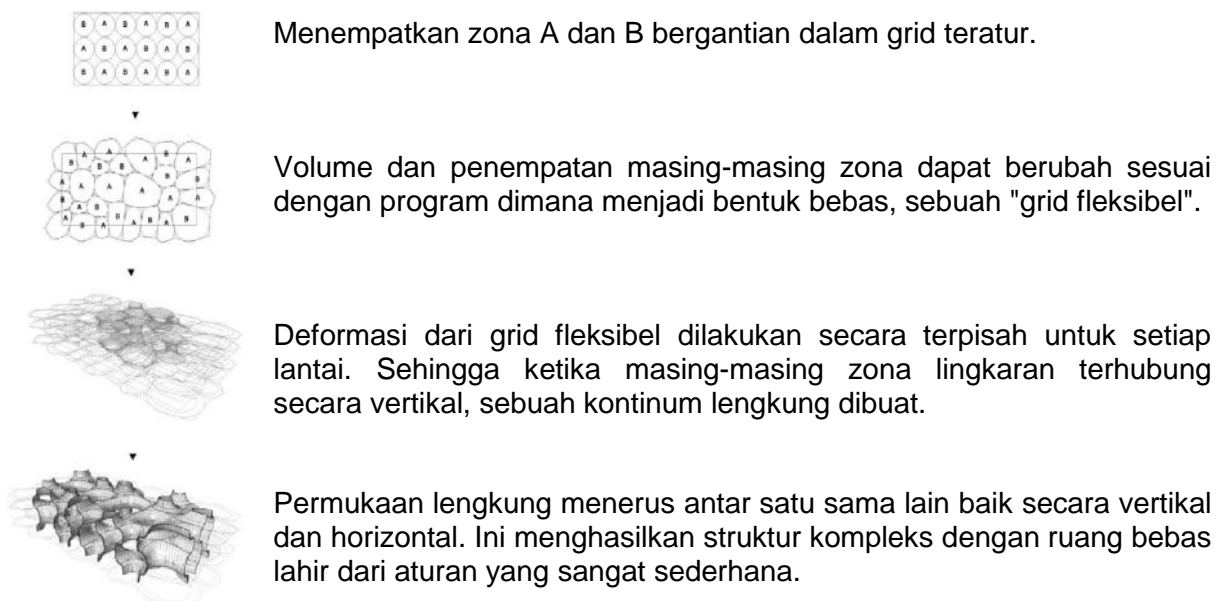 B A B A B A
A B A B A B
B A B A B A
Menempatkan zona A dan B bergantian dalam grid teratur.
Volume dan penempatan masing-masing zona dapat berubah sesuai
dengan program dimana menjadi bentuk bebas, sebuah "grid fleksibel".
Deformasi dari grid fleksibel dilakukan secara terpisah untuk setiap
lantai. Sehingga ketika masing-masing zona lingkaran terhubung
secara vertikal, sebuah kontinum lengkung dibuat.
Permukaan lengkung menerus antar satu sama lain baik secara vertikal
dan horizontal. Ini menghasilkan struktur kompleks dengan ruang bebas
lahir dari aturan yang sangat sederhana.